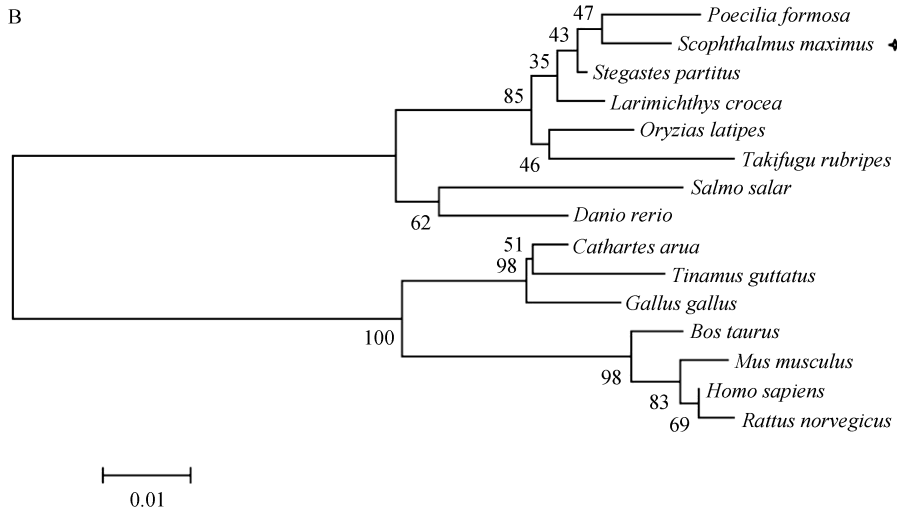 B
47
Poecilia formosa
43
Scophthalmus maximus
35
Stegastes partitus
85
Larimichthys crocea
Oryzias latipes
46
Takifugu rubripes
Salmo salar
62
Danio rerio
51
Cathartes arua
98
Tinamus guttatus
Gallus gallus
100
Bos taurus
98
Mus musculus
83
Homo sapiens
69
Rattus norvegicus
0.01